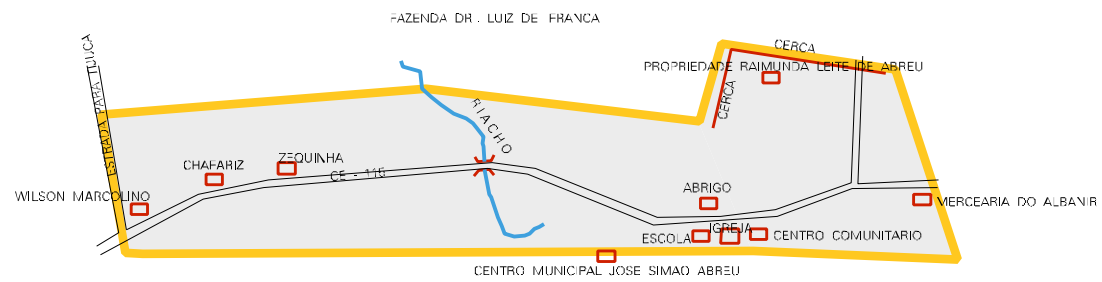 FAZENDA DR. LUIZ DE FRANCA
CERCA
PROPRIEDADE RAIMUNDA LEITE DE ABREU
CERCA
ESTRADA PARA
RIACHO
CHAFARIZ
ZEQUINHA
CE - 115
WILSON MARCOLINO
ABRIGO
MERCEARIA DO ALBANIR
IGREJA
ESCOLA
CENTRO COMUNITARIO
CENTRO MUNICIPAL JOSE SIMAO ABREU